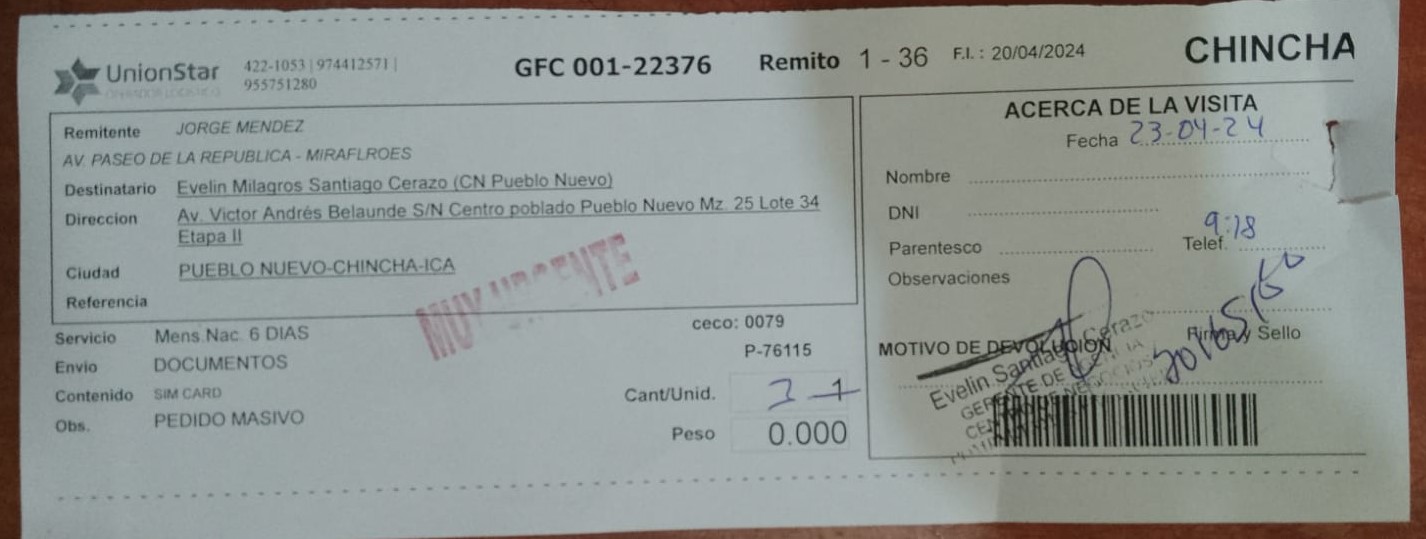 UnionStar
OPERADOR LOGISTICO
422-1053 | 974412571 |
955751280
GFC 001-22376
Remito 1 - 36
F.I. : 20/04/2024
CHINCHA
Remitente JORGE MENDEZ
AV. PASEO DE LA REPUBLICA - MIRAFLROES
Destinatario Evelin Milagros Santiago Cerazo (CN Pueblo Nuevo)
Direccion Av. Victor Andrés Belaunde S/N Centro poblado Pueblo Nuevo Mz. 25 Lote 34
Etapa II
Ciudad PUEBLO NUEVO-CHINCHA-ICA
Referencia
MUY URGENTE
Servicio Mens.Nac. 6 DIAS
Envio DOCUMENTOS
Contenido SIM CARD
Obs. PEDIDO MASIVO
ceco: 0079
P-76115
Cant/Unid. 1
Peso 0.000
ACERCA DE LA VISITA
Fecha 23-04-24
Nombre
DNI
9:18
Parentesco Telef.
Observaciones
MOTIVO DE DEVOLUCION Firma y Sello
Evelin Santiago Cerazo
GERENTE DE AGENCIA